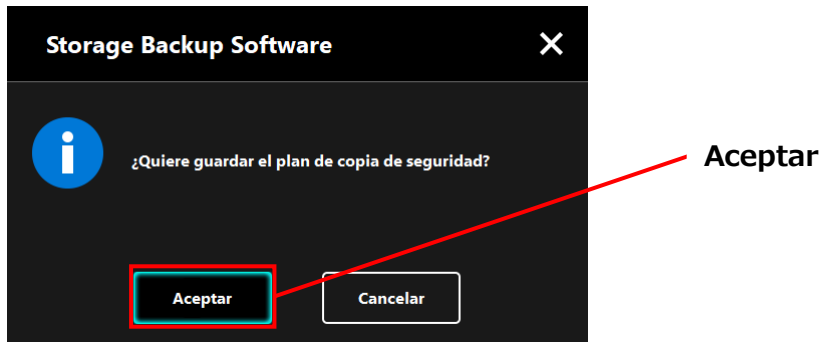 Storage Backup Software
¿Quiere guardar el plan de copia de seguridad?
Aceptar
Aceptar Cancelar